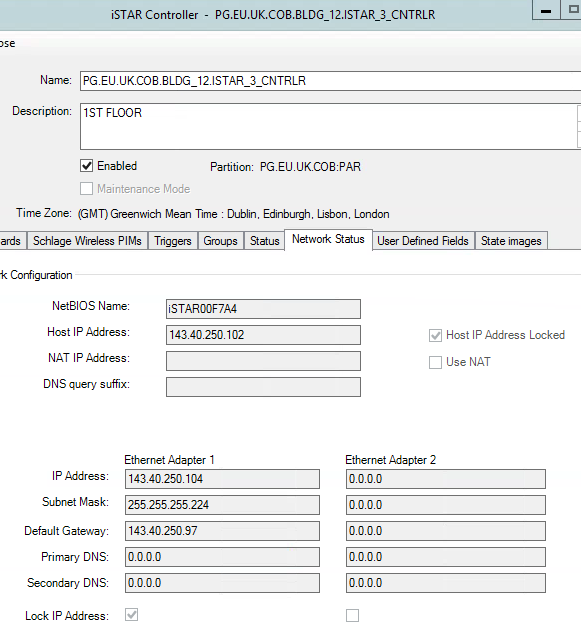 iSTAR Controller - PG.EU.UK.COB.BLDG_12.ISTAR_3_CNTRLR
ose
Name: PG.EU.UK.COB.BLDG_12.ISTAR_3_CNTRLR
Description: 1ST FLOOR
Enabled Partition: PG.EU.UK.COB:PAR
Maintenance Mode
Time Zone: (GMT) Greenwich Mean Time : Dublin, Edinburgh, Lisbon, London
ards Schlage Wireless PIMs Triggers Groups Status Network Status User Defined Fields State images
rk Configuration
NetBIOS Name: iSTAR00F7A4
Host IP Address: 143.40.250.102 Host IP Address Locked
NAT IP Address: Use NAT
DNS query suffix:
Ethernet Adapter 1 Ethernet Adapter 2
IP Address: 143.40.250.104 0.0.0.0
Subnet Mask: 255.255.255.224 0.0.0.0
Default Gateway: 143.40.250.97 0.0.0.0
Primary DNS: 0.0.0.0 0.0.0.0
Secondary DNS: 0.0.0.0 0.0.0.0
Lock IP Address: